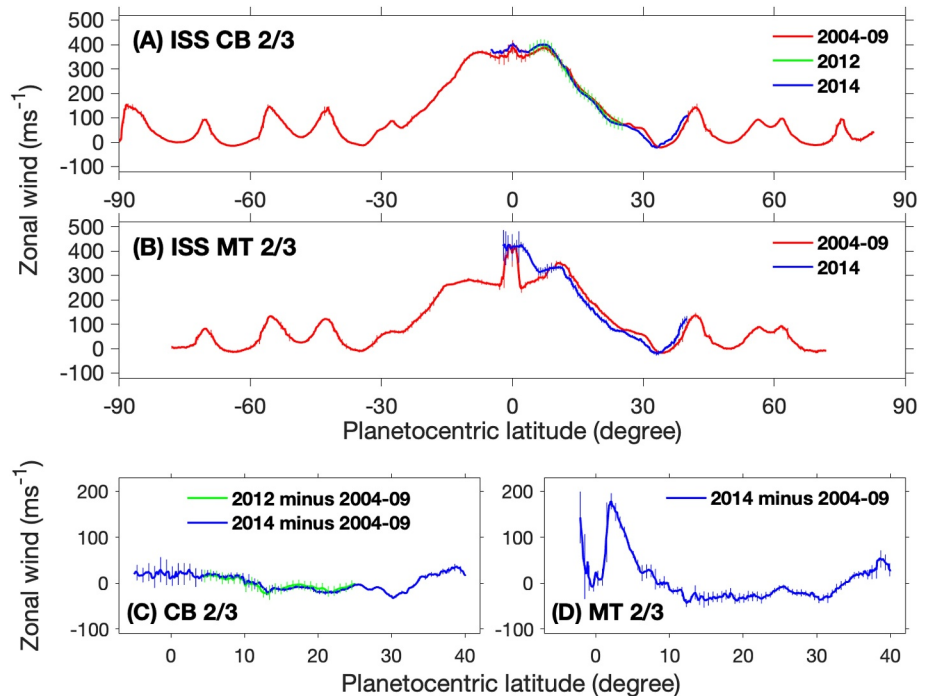 (A) ISS CB 2/3
2004-09
2012
2014
500
400
300
200
100
0
-100
-90 -60 -30 0 30 60 90
Zonal wind (ms⁻¹)
(B) ISS MT 2/3
2004-09
2014
500
400
300
200
100
0
-100
-90 -60 -30 0 30 60 90
Planetocentric latitude (degree)
Zonal wind (ms⁻¹)
200
100
0
-100
2012 minus 2004-09
2014 minus 2004-09
(C) CB 2/3
0 10 20 30 40
200
100
0
-100
2014 minus 2004-09
(D) MT 2/3
0 10 20 30 40
Planetocentric latitude (degree)